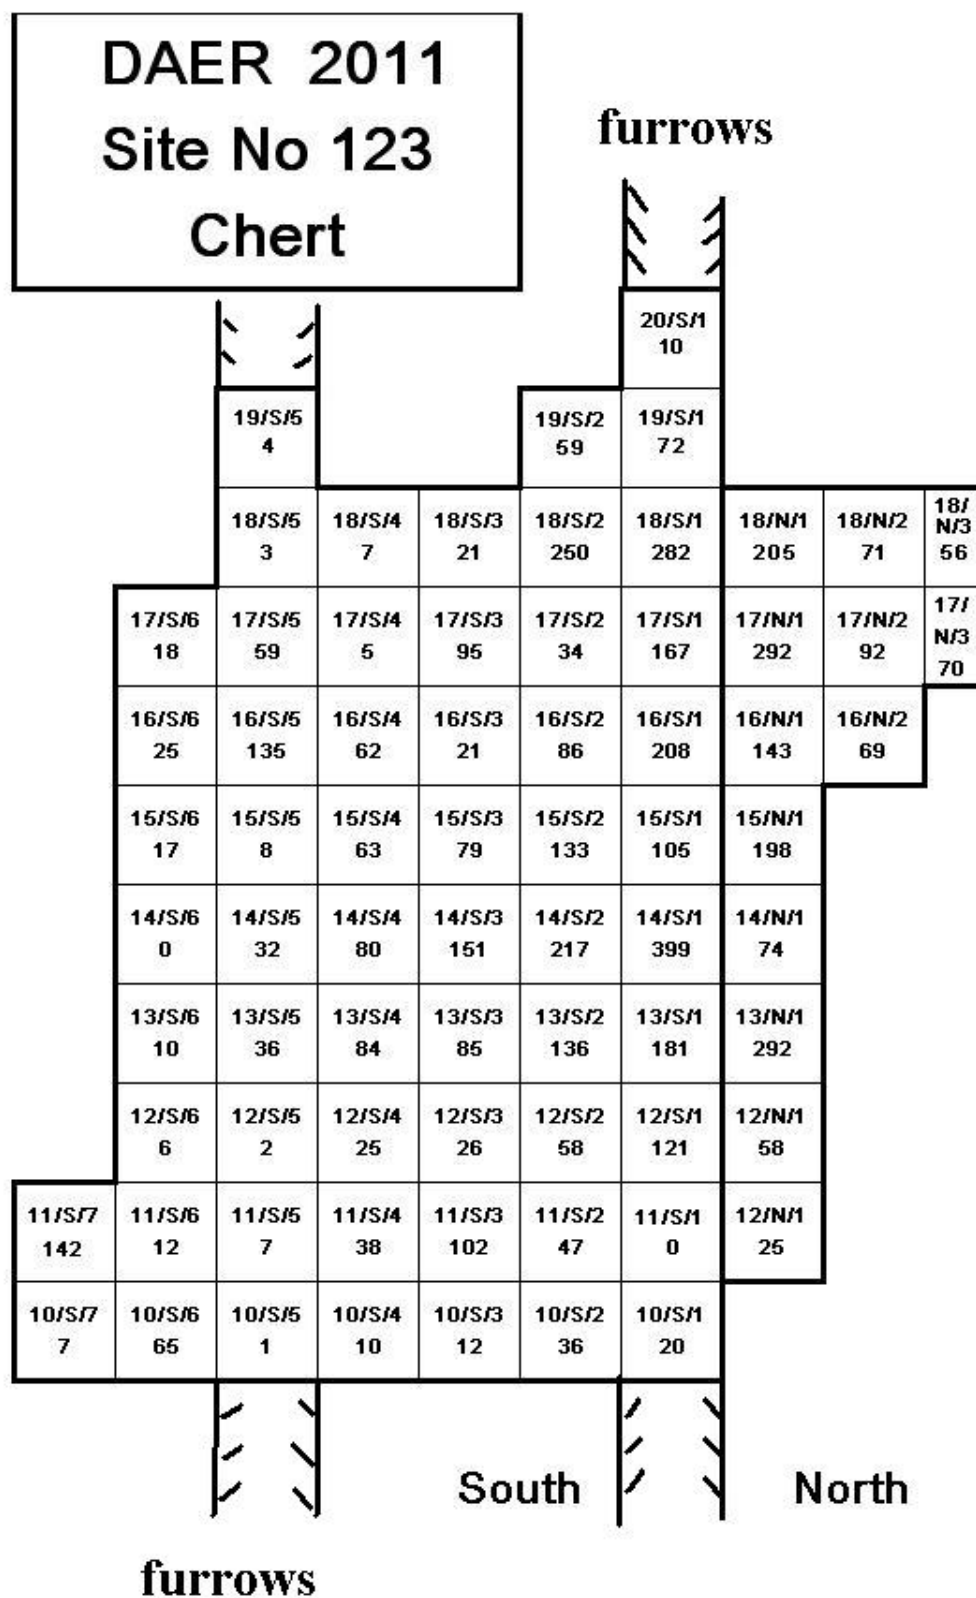 DAER 2011
Site No 123
Chert
furrows
20/S/1
10
19/S/5
4
19/S/2
59
19/S/1
72
18/S/5
3
18/S/4
7
18/S/3
21
18/S/2
250
18/S/1
282
18/N/1
205
18/N/2
71
18/
N/3
56
17/S/6
18
17/S/5
59
17/S/4
5
17/S/3
95
17/S/2
34
17/S/1
167
17/N/1
292
17/N/2
92
17/
N/3
70
16/S/6
25
16/S/5
135
16/S/4
62
16/S/3
21
16/S/2
86
16/S/1
208
16/N/1
143
16/N/2
69
15/S/6
17
15/S/5
8
15/S/4
63
15/S/3
79
15/S/2
133
15/S/1
105
15/N/1
198
14/S/6
0
14/S/5
32
14/S/4
80
14/S/3
151
14/S/2
217
14/S/1
399
14/N/1
74
13/S/6
10
13/S/5
36
13/S/4
84
13/S/3
85
13/S/2
136
13/S/1
181
13/N/1
292
12/S/6
6
12/S/5
2
12/S/4
25
12/S/3
26
12/S/2
58
12/S/1
121
12/N/1
58
11/S/7
142
11/S/6
12
11/S/5
7
11/S/4
38
11/S/3
102
11/S/2
47
11/S/1
0
12/N/1
25
10/S/7
7
10/S/6
65
10/S/5
1
10/S/4
10
10/S/3
12
10/S/2
36
10/S/1
20
South
North
furrows